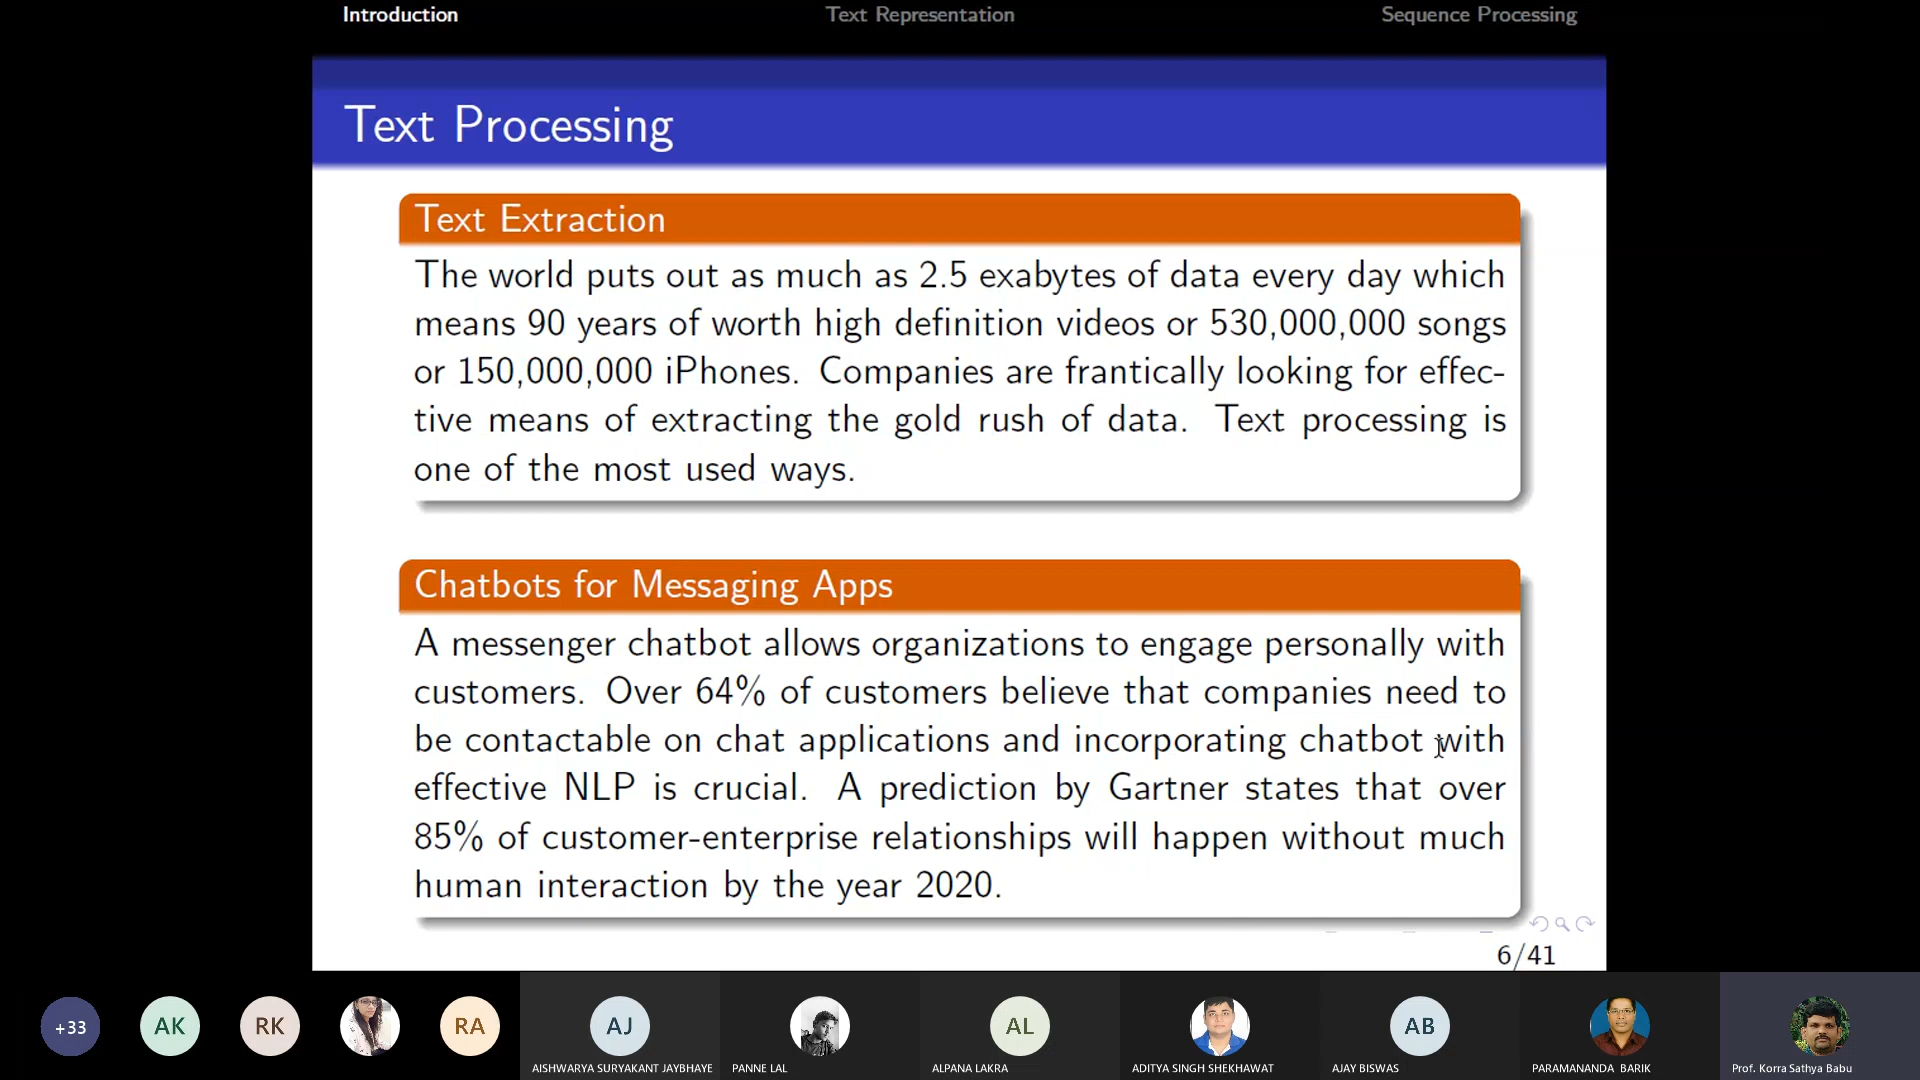 Introduction
Text Representation
Sequence Processing
Text Processing
Text Extraction
The world puts out as much as 2.5 exabytes of data every day which
means 90 years of worth high definition videos or 530,000,000 songs
or 150,000,000 iPhones. Companies are frantically looking for effec-
tive means of extracting the gold rush of data. Text processing is
one of the most used ways.
Chatbots for Messaging Apps
A messenger chatbot allows organizations to engage personally with
customers. Over 64% of customers believe that companies need to
be contactable on chat applications and incorporating chatbot with
effective NLP is crucial. A prediction by Gartner states that over
85% of customer-enterprise relationships will happen without much
human interaction by the year 2020.
6/41
+33
AK
RK
RA
AJ
AL
AB
AISHWARYA SURYAKANT JAYBHAYE
PANNE LAL
ALPANA LAKRA
ADITYA SINGH SHEKHAWAT
AJAY BISWAS
PARAMANANDA BARIK
Prof. Korra Sathya Babu